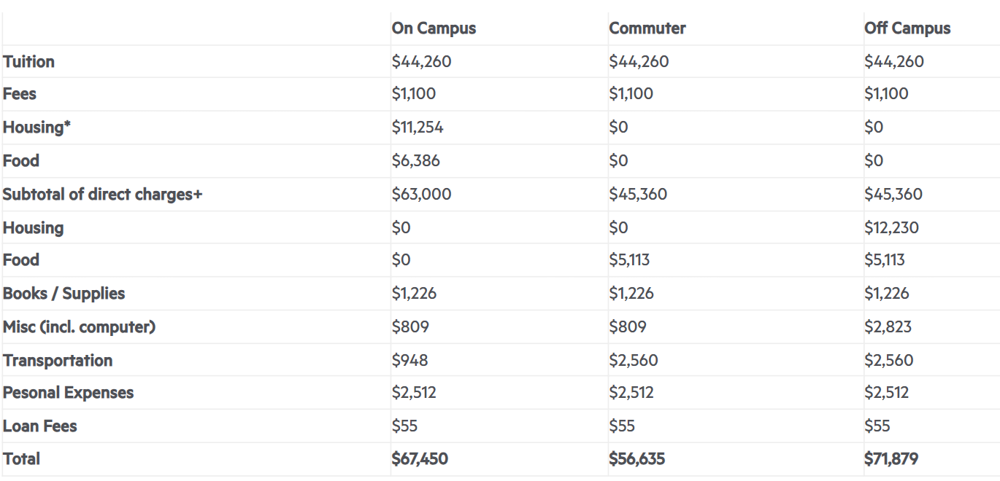 On Campus Commuter Off Campus
Tuition $44,260 $44,260 $44,260
Fees $1,100 $1,100 $1,100
Housing* $11,254 $0 $0
Food $6,386 $0 $0
Subtotal of direct charges+ $63,000 $45,360 $45,360
Housing $0 $0 $12,230
Food $0 $5,113 $5,113
Books / Supplies $1,226 $1,226 $1,226
Misc (incl. computer) $809 $809 $2,823
Transportation $948 $2,560 $2,560
Pesonal Expenses $2,512 $2,512 $2,512
Loan Fees $55 $55 $55
Total $67,450 $56,635 $71,879